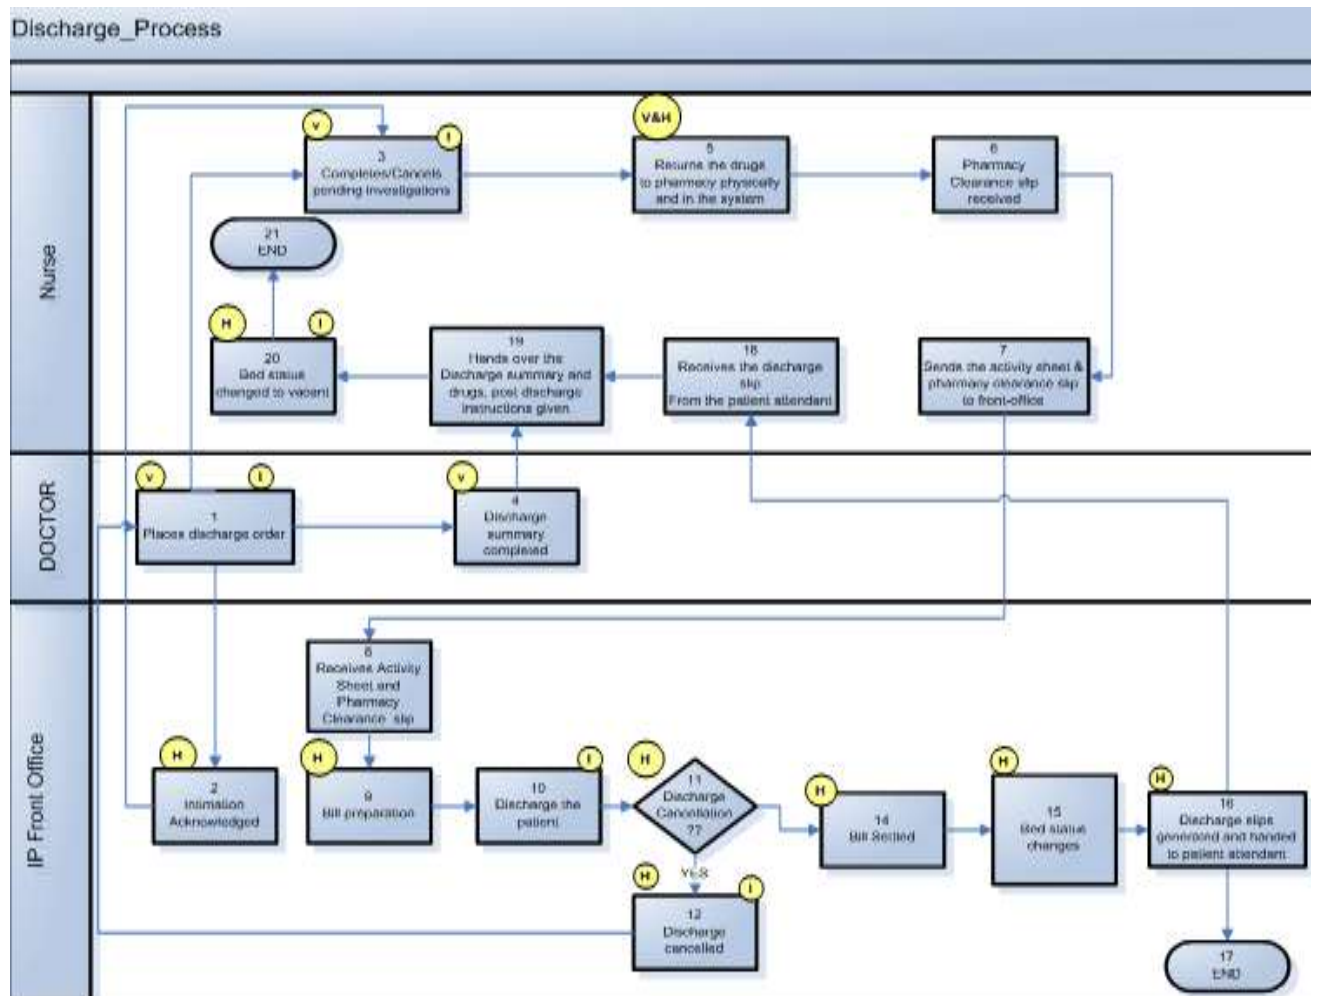 Discharge_Process
Nurse
V
I
3
Completes/Cancels
pending investigations
V&H
5
Returns the drugs
to pharmacy physically
and in the system
6
Pharmacy
Clearance slip
received
21
END
H
I
20
Bed status
changed to vacant
19
Hands over the
Discharge summary and
drugs, post discharge
instructions given
18
Receives the discharge
slip
From the patient attendant
7
Sends the activity sheet &
pharmacy clearance slip
to front-office
DOCTOR
V
I
1
Places discharge order
V
4
Discharge
summary
completed
IP Front Office
8
Receives Activity
Sheet and
Pharmacy
Clearance slip
H
2
Intimation
Acknowledged
H
9
Bill preparation
I
10
Discharge the
patient
H
11
Discharge
Cancellation
??
YES
H
I
12
Discharge
cancelled
H
14
Bill Settled
H
15
Bed status
changes
H
16
Discharge slips
generated and handed
to patient attendant
17
END